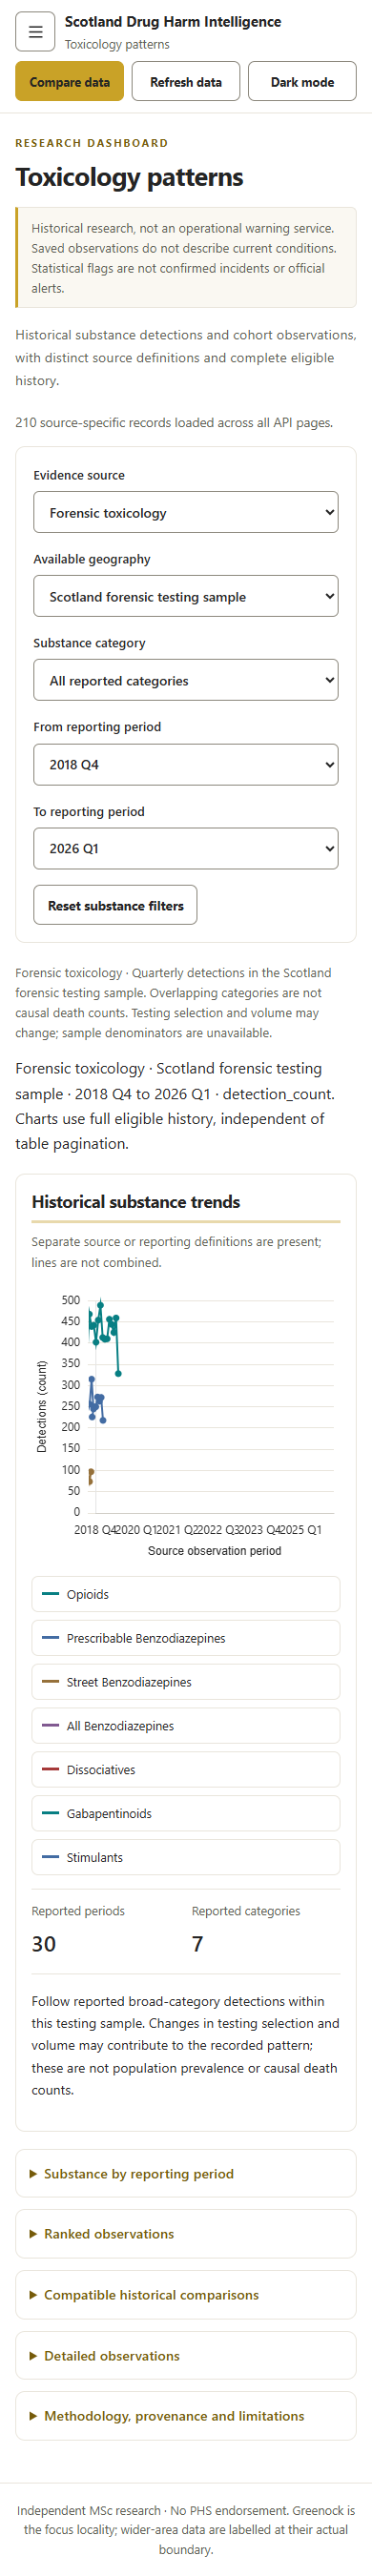 Scotland Drug Harm Intelligence
Toxicology patterns
Compare data
Refresh data
Dark mode
RESEARCH DASHBOARD
Toxicology patterns
Historical research, not an operational warning service.
Saved observations do not describe current conditions.
Statistical flags are not confirmed incidents or official
alerts.
Historical substance detections and cohort observations,
with distinct source definitions and complete eligible
history.
210 source-specific records loaded across all API pages.
Evidence source
Forensic toxicology
Available geography
Scotland forensic testing sample
Substance category
All reported categories
From reporting period
2018 Q4
To reporting period
2026 Q1
Reset substance filters
Forensic toxicology · Quarterly detections in the Scotland
forensic testing sample. Overlapping categories are not
causal death counts. Testing selection and volume may
change; sample denominators are unavailable.
Forensic toxicology · Scotland forensic testing
sample · 2018 Q4 to 2026 Q1 · detection_count.
Charts use full eligible history, independent of
table pagination.
Historical substance trends
Separate source or reporting definitions are present;
lines are not combined.
500
450
400
350
300
250
200
150
100
50
0
Detections (count)
2018 Q4 2020 Q1 2021 Q2 2022 Q3 2023 Q4 2025 Q1
Source observation period
Opioids
Prescribable Benzodiazepines
Street Benzodiazepines
All Benzodiazepines
Dissociatives
Gabapentinoids
Stimulants
Reported periods
30
Reported categories
7
Follow reported broad-category detections within
this testing sample. Changes in testing selection and
volume may contribute to the recorded pattern;
these are not population prevalence or causal death
counts.
Substance by reporting period
Ranked observations
Compatible historical comparisons
Detailed observations
Methodology, provenance and limitations
Independent MSc research · No PHS endorsement. Greenock is
the focus locality; wider-area data are labelled at their actual
boundary.